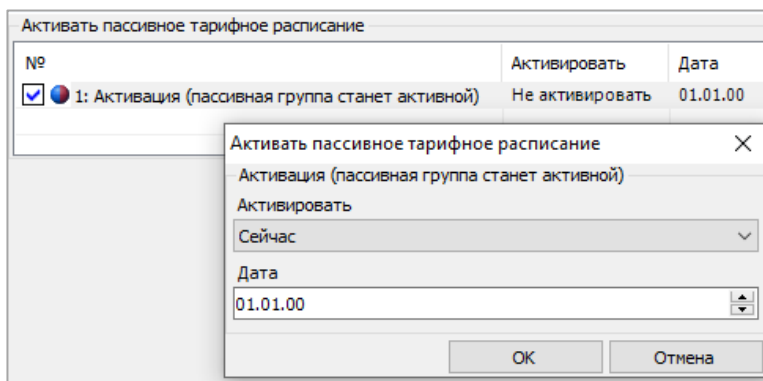 Активать пассивное тарифное расписание
№ Активировать Дата
1: Активация (пассивная группа станет активной) Не активировать 01.01.00
Активать пассивное тарифное расписание
Активация (пассивная группа станет активной)
Активировать
Сейчас
Дата
01.01.00
OK Отмена